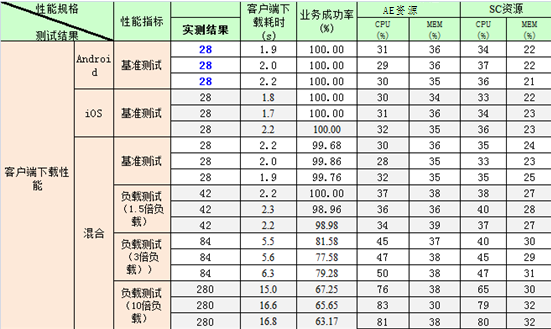 性能规格
测试结果
性能指标
实测结果
客户端下载耗时(s)
业务成功率(%)
AE资源
SC资源
CPU (%)
MEM (%)
CPU (%)
MEM (%)
客户端下载性能
Android
基准测试
28 1.9 100.00 31 36 34 22
28 2.0 100.00 29 36 37 22
28 2.2 100.00 30 35 36 21
iOS
基准测试
28 1.8 100.00 30 34 33 22
28 1.7 100.00 31 36 34 23
28 2.2 100.00 32 35 36 23
混合
基准测试
28 2.2 99.68 30 36 35 24
28 2.0 99.86 28 35 33 23
28 1.9 99.76 32 35 35 25
负载测试(1.5倍负载)
42 2.2 100.00 37 38 38 27
42 2.3 98.96 36 36 40 28
42 2.2 98.98 34 39 37 27
负载测试(3倍负载))
84 5.5 81.58 45 37 40 30
84 5.6 77.58 47 38 45 29
84 6.3 79.28 50 38 47 31
负载测试(10倍负载)
280 15.0 67.25 76 38 65 30
280 16.6 65.65 83 30 79 32
280 16.8 63.17 81 38 80 32